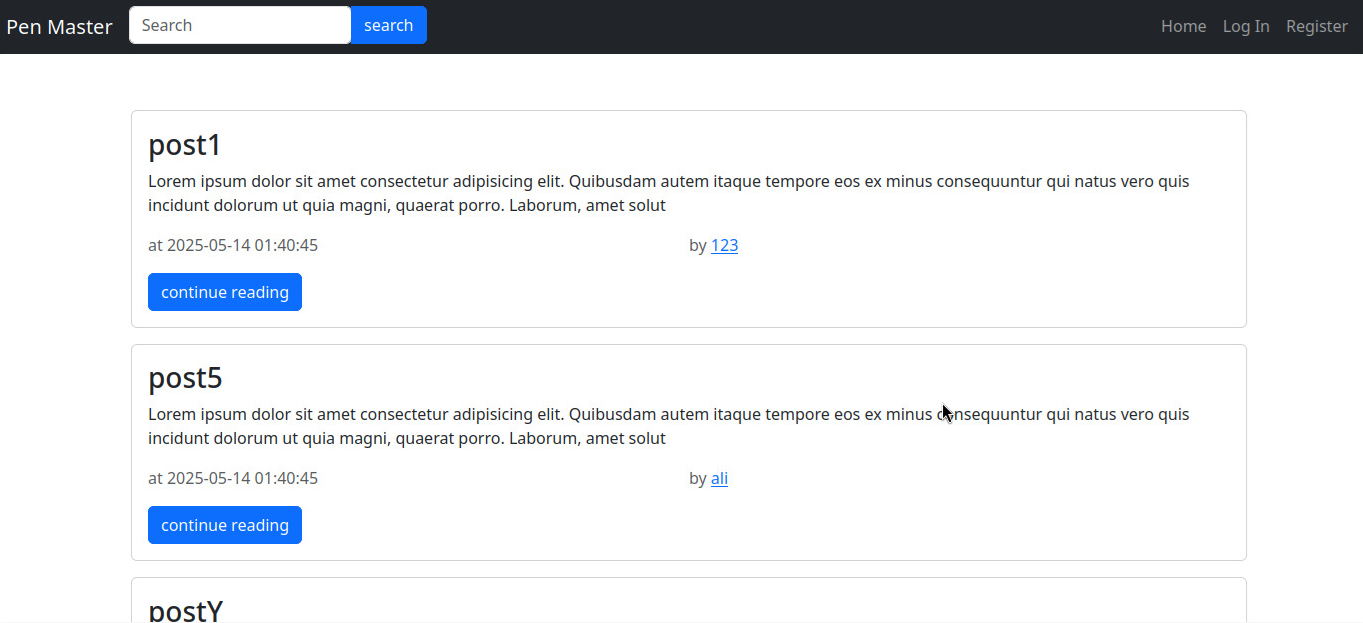 Pen Master Search search Home Log In Register
post1
Lorem ipsum dolor sit amet consectetur adipisicing elit. Quibusdam autem itaque tempore eos ex minus consequuntur qui natus vero quis
incidunt dolorum ut quia magni, quaerat porro. Laborum, amet solut
at 2025-05-14 01:40:45 by 123
continue reading
post5
Lorem ipsum dolor sit amet consectetur adipisicing elit. Quibusdam autem itaque tempore eos ex minus consequuntur qui natus vero quis
incidunt dolorum ut quia magni, quaerat porro. Laborum, amet solut
at 2025-05-14 01:40:45 by ali
continue reading
postY